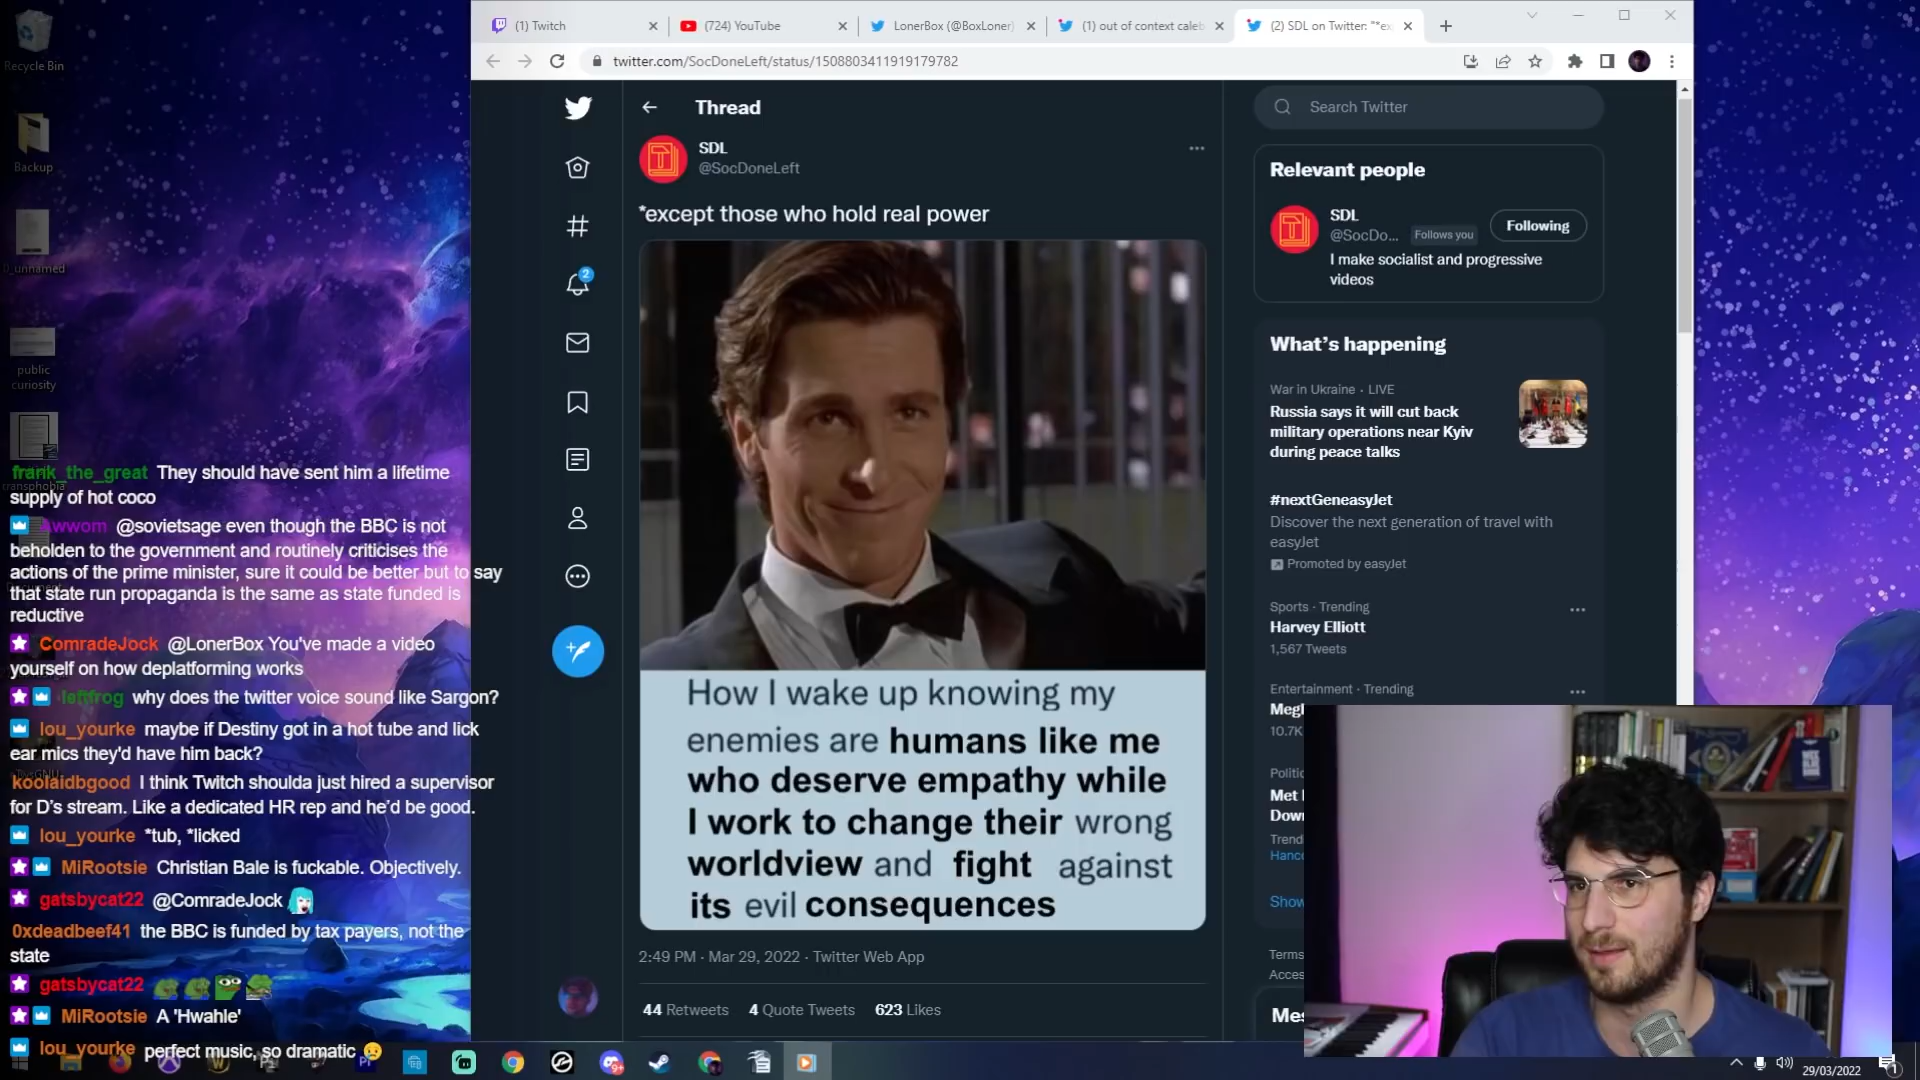 Recycle Bin
Backup
D_unnamed
public
curiosity
frank_the_great They should have sent him a lifetime
supply of hot coco
Awwom @sovietsage even though the BBC is not
beholden to the government and routinely criticises the
actions of the prime minister, sure it could be better but to say
that state run propaganda is the same as state funded is
reductive
ComradeJock @LonerBox You've made a video
yourself on how deplatforming works
leftfrog why does the twitter voice sound like Sargon?
lou_yourke maybe if Destiny got in a hot tube and lick
ear mics they'd have him back?
koolaidbgood I think Twitch shoulda just hired a supervisor
for D's stream. Like a dedicated HR rep and he'd be good.
lou_yourke *tub, *licked
MiRootsie Christian Bale is fuckable. Objectively.
gatsbycat22 @ComradeJock
0xdeadbeef41 the BBC is funded by tax payers, not the
state
gatsbycat22
MiRootsie A 'Hwahle'
lou_yourke perfect music, so dramatic
(1) Twitch
(724) YouTube
LonerBox (@BoxLoner)
(1) out of context caleb
(2) SDL on Twitter: "*ex
twitter.com/SocDoneLeft/status/1508803411919179782
Thread
SDL
@SocDoneLeft
*except those who hold real power
2
How I wake up knowing my
enemies are humans like me
who deserve empathy while
I work to change their wrong
worldview and fight against
its evil consequences
2:49 PM · Mar 29, 2022 · Twitter Web App
44 Retweets 4 Quote Tweets 623 Likes
Search Twitter
Relevant people
SDL
@SocDo... Follows you
Following
I make socialist and progressive
videos
What's happening
War in Ukraine · LIVE
Russia says it will cut back
military operations near Kyiv
during peace talks
#nextGeneasyJet
Discover the next generation of travel with
easyJet
Promoted by easyJet
Sports · Trending
Harvey Elliott
1,567 Tweets
Entertainment · Trending
Megl
10.7K
Politic
Met
Dow
Trend
Hanc
Show
Terms
Acces
Mes
29/03/2022